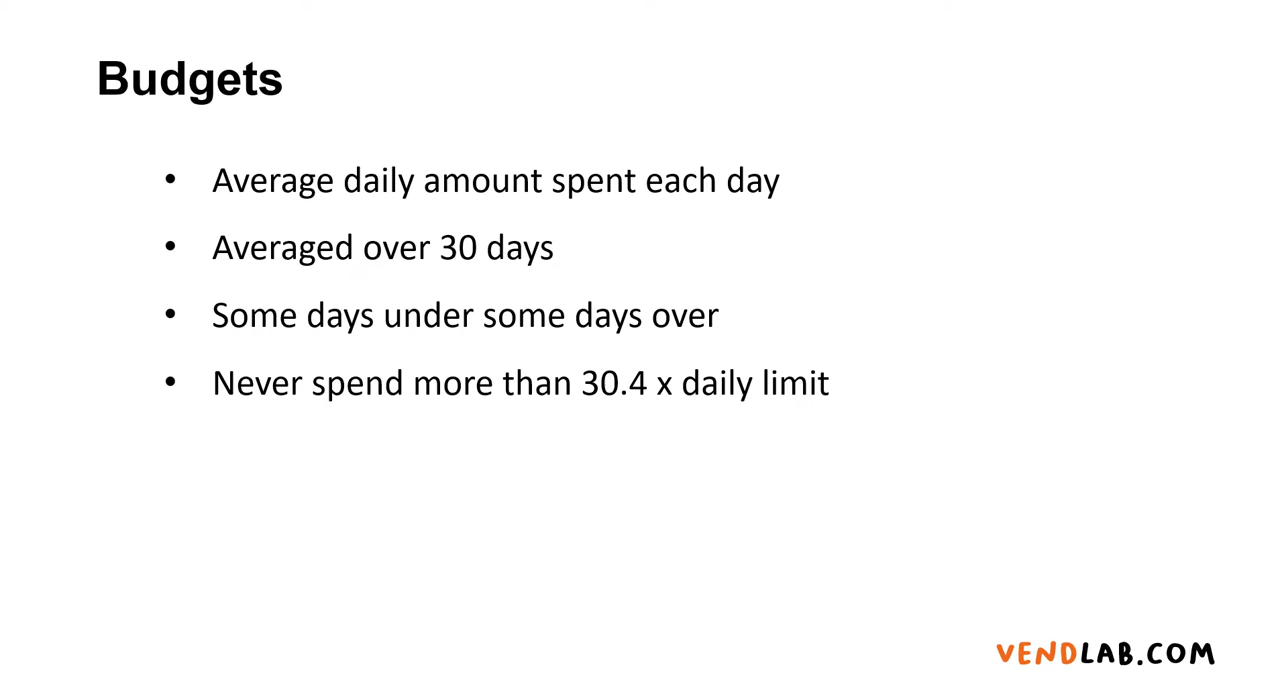 Budgets
• Average daily amount spent each day
• Averaged over 30 days
• Some days under some days over
• Never spend more than 30.4 x daily limit
VENDLAB.COM